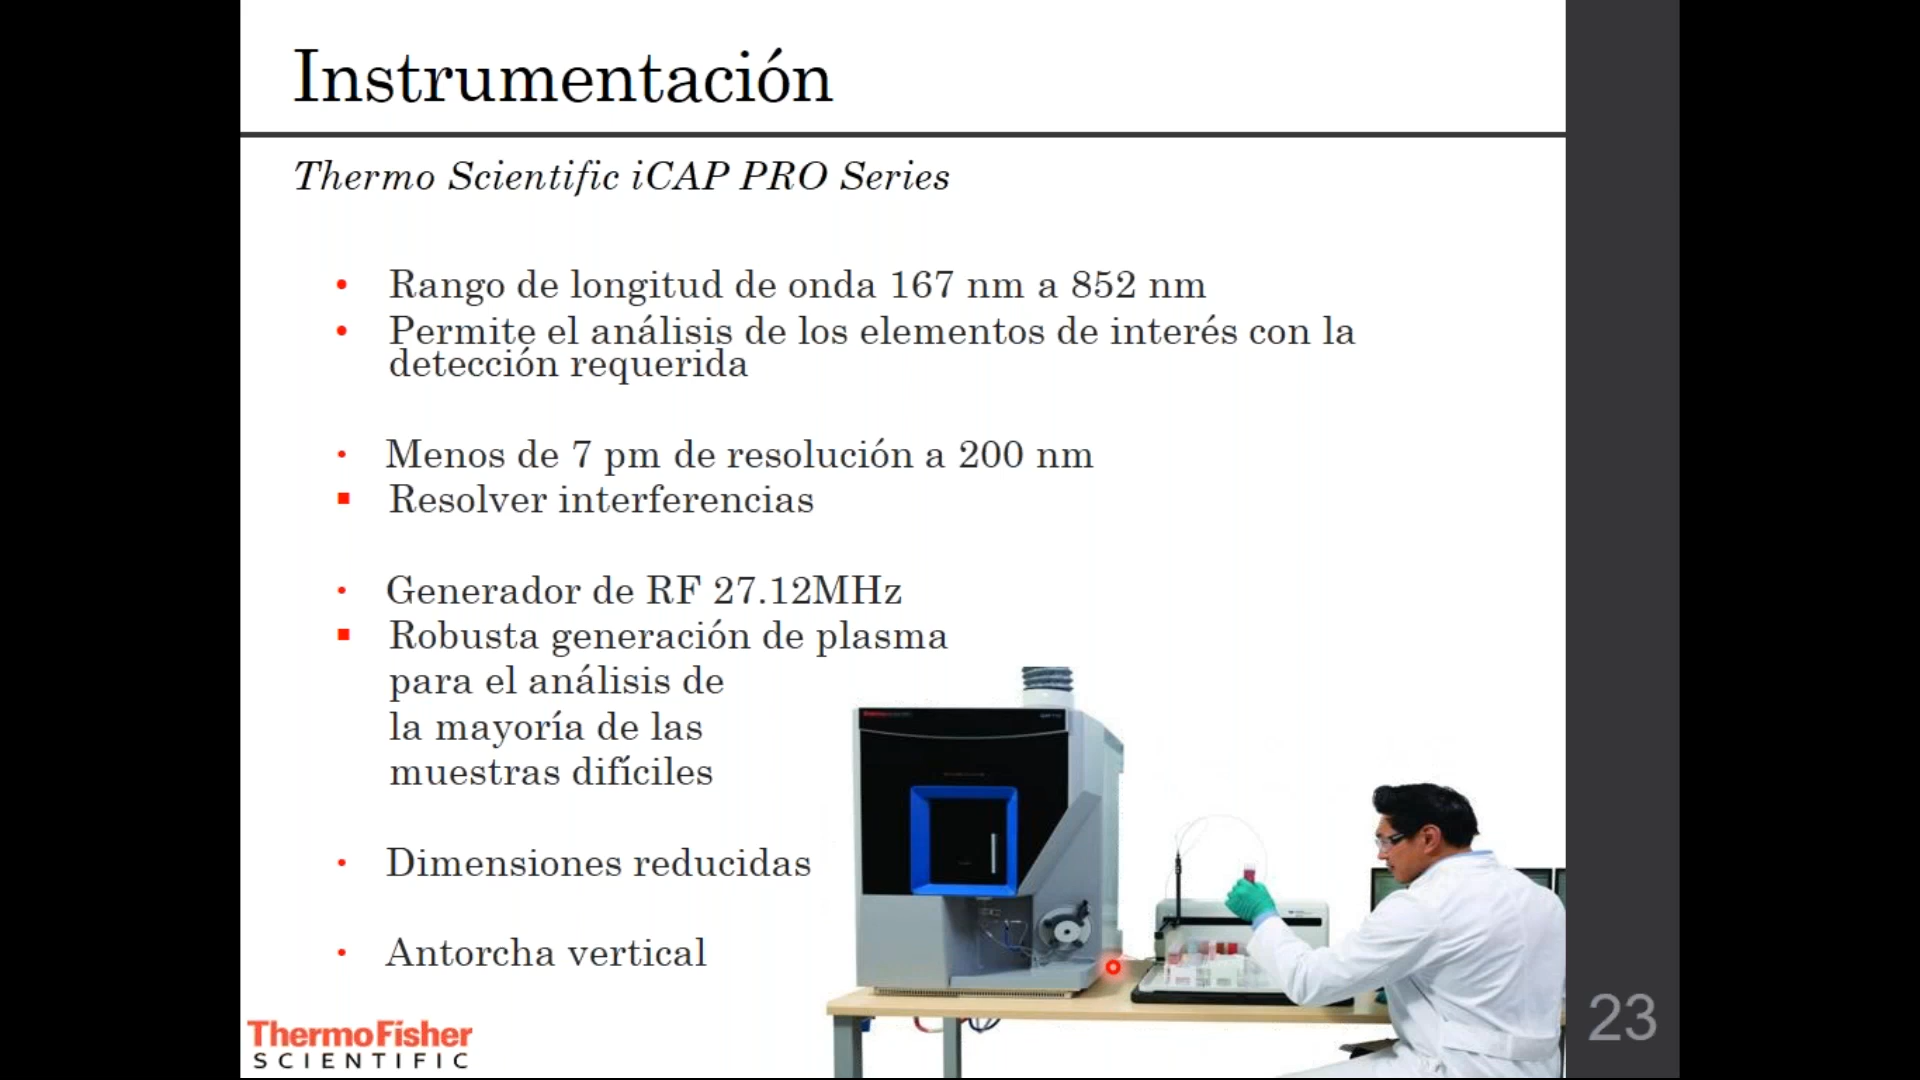 Instrumentación
Thermo Scientific iCAP PRO Series
• Rango de longitud de onda 167 nm a 852 nm
• Permite el análisis de los elementos de interés con la
detección requerida
• Menos de 7 pm de resolución a 200 nm
▪ Resolver interferencias
• Generador de RF 27.12MHz
▪ Robusta generación de plasma
para el análisis de
la mayoría de las
muestras difíciles
• Dimensiones reducidas
• Antorcha vertical
ThermoFisher
SCIENTIFIC
23